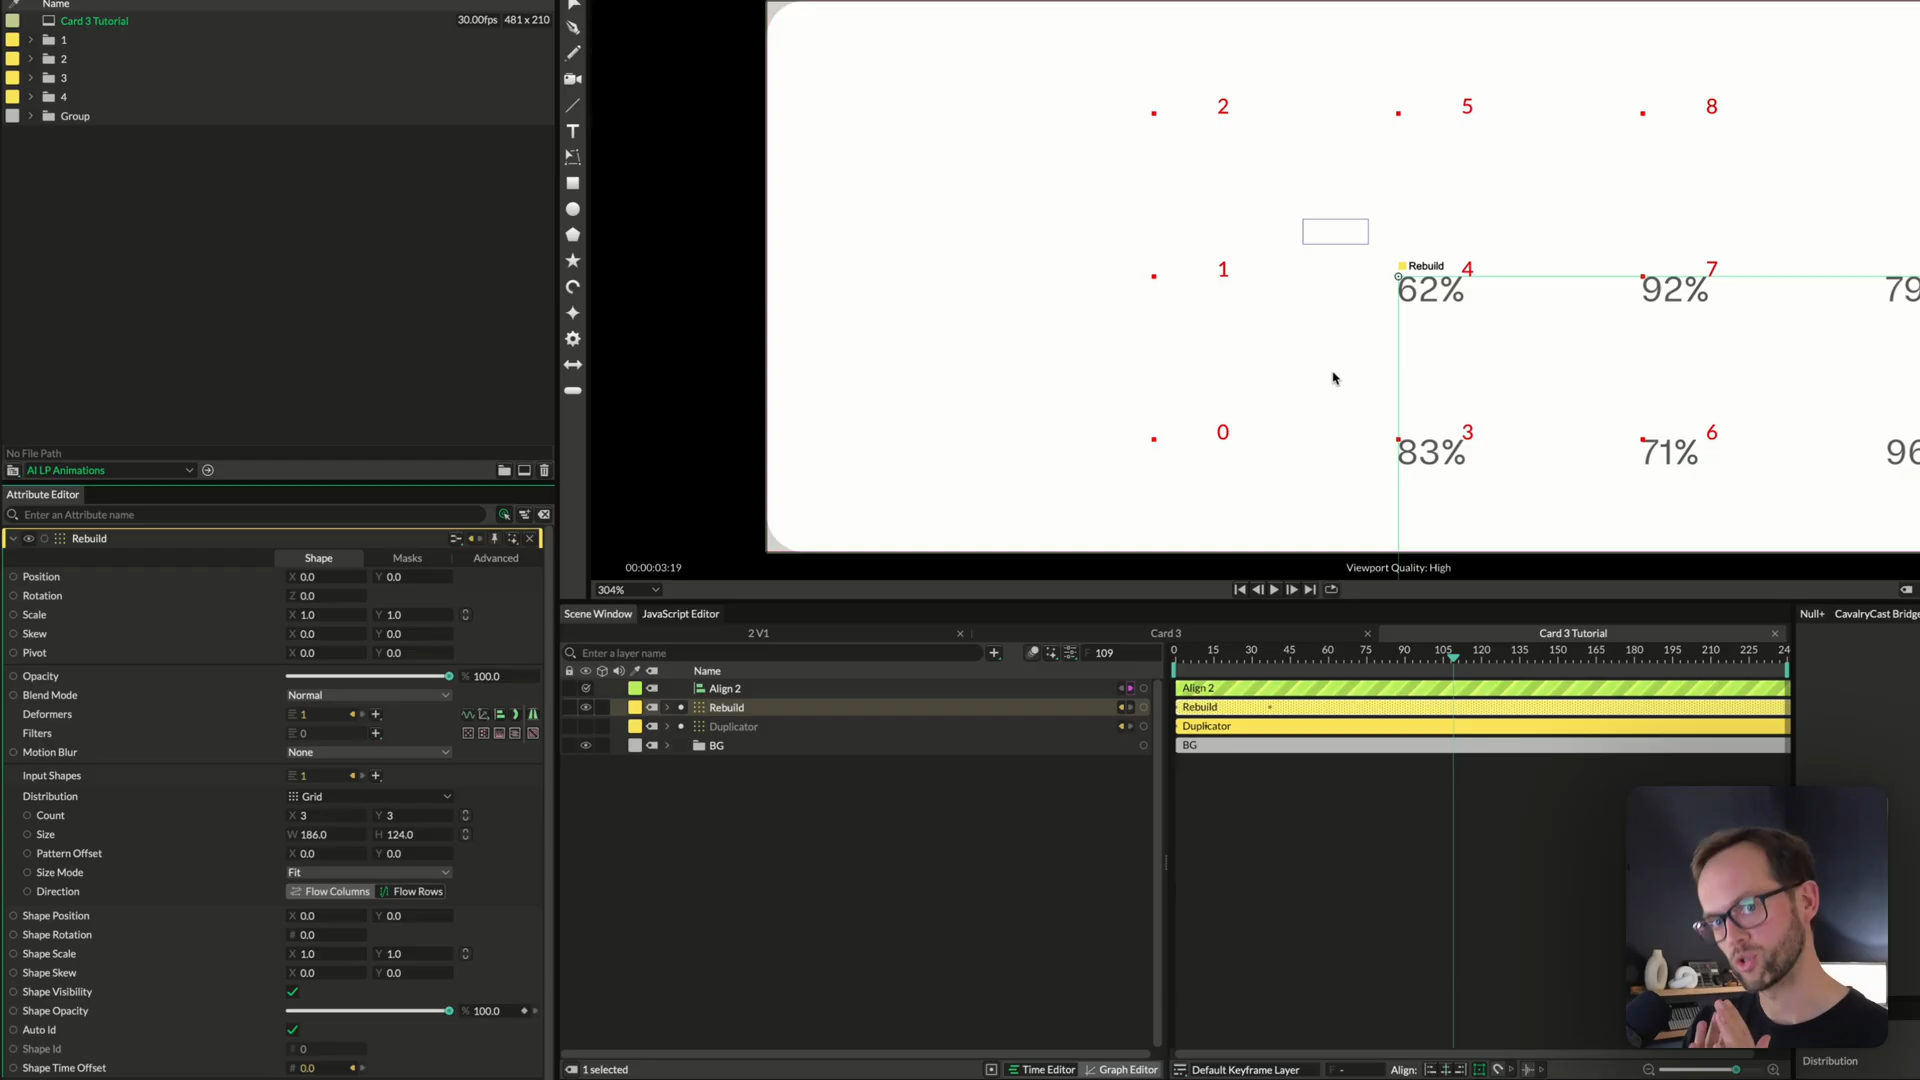 Name
Card 3 Tutorial 30.00fps 481 x 210
1
2
3
4
Group
No File Path
AI LP Animations
Attribute Editor
Enter an Attribute name
Rebuild
Shape Masks Advanced
Position X 0.0 Y 0.0
Rotation Z 0.0
Scale X 1.0 Y 1.0
Skew X 0.0 Y 0.0
Pivot X 0.0 Y 0.0
Opacity % 100.0
Blend Mode Normal
Deformers 1
Filters 0
Motion Blur None
Input Shapes 1
Distribution Grid
Count X 3 Y 3
Size W 186.0 H 124.0
Pattern Offset X 0.0 Y 0.0
Size Mode Fit
Direction Flow Columns Flow Rows
Shape Position X 0.0 Y 0.0
Shape Rotation # 0.0
Shape Scale X 1.0 Y 1.0
Shape Skew X 0.0 Y 0.0
Shape Visibility
Shape Opacity % 100.0
Auto Id
Shape Id # 0
Shape Time Offset # 0.0
2 5 8
1 Rebuild 4 7
62% 92% 79
0 3 6
83% 71% 96
00:00:03:19 Viewport Quality: High
304%
Scene Window JavaScript Editor
2 V1 Card 3 Card 3 Tutorial
Enter a layer name F 109
0 15 30 45 60 75 90 105 120 135 150 165 180 195 210 225 24
Name
Align 2 Align 2
Rebuild Rebuild
Duplicator Duplicator
BG BG
Null+ CavalryCast Bridge
1 selected Time Editor Graph Editor Default Keyframe Layer F - Align:
Distribution